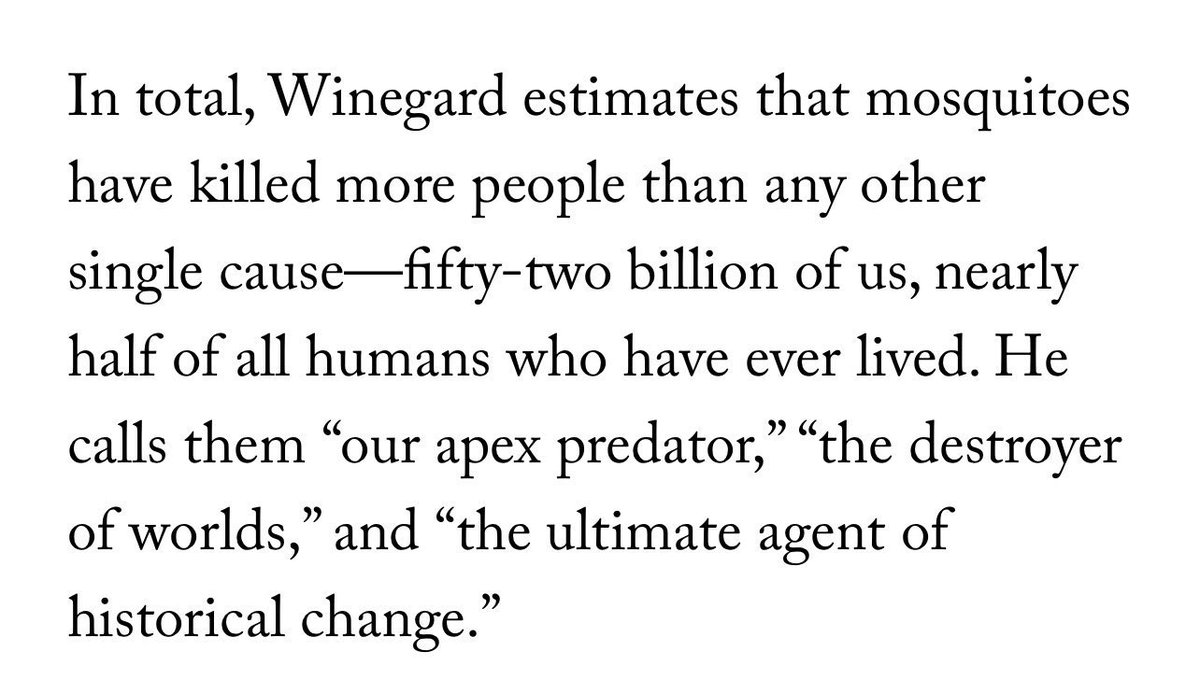 In total, Winegard estimates that mosquitoes
have killed more people than any other
single cause—fifty-two billion of us, nearly
half of all humans who have ever lived. He
calls them “our apex predator,” “the destroyer
of worlds,” and “the ultimate agent of
historical change.”